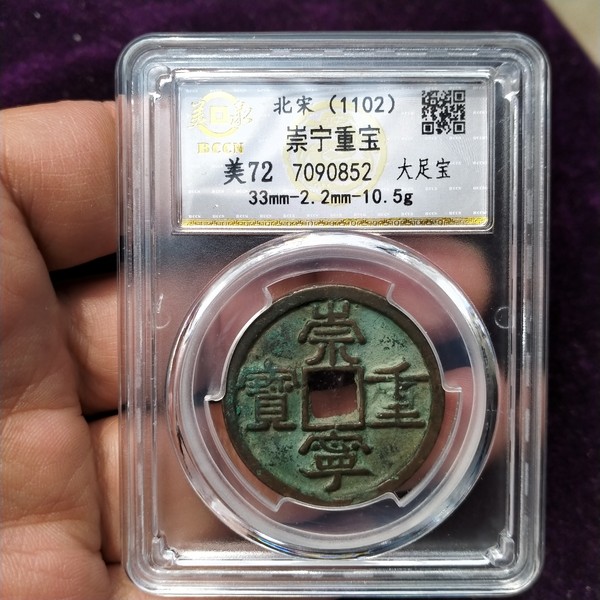 北宋 (1102)
崇宁重宝
美72 7090852 大足宝
33mm-2.2mm-10.5g
BCCN
崇
寶 重
寧